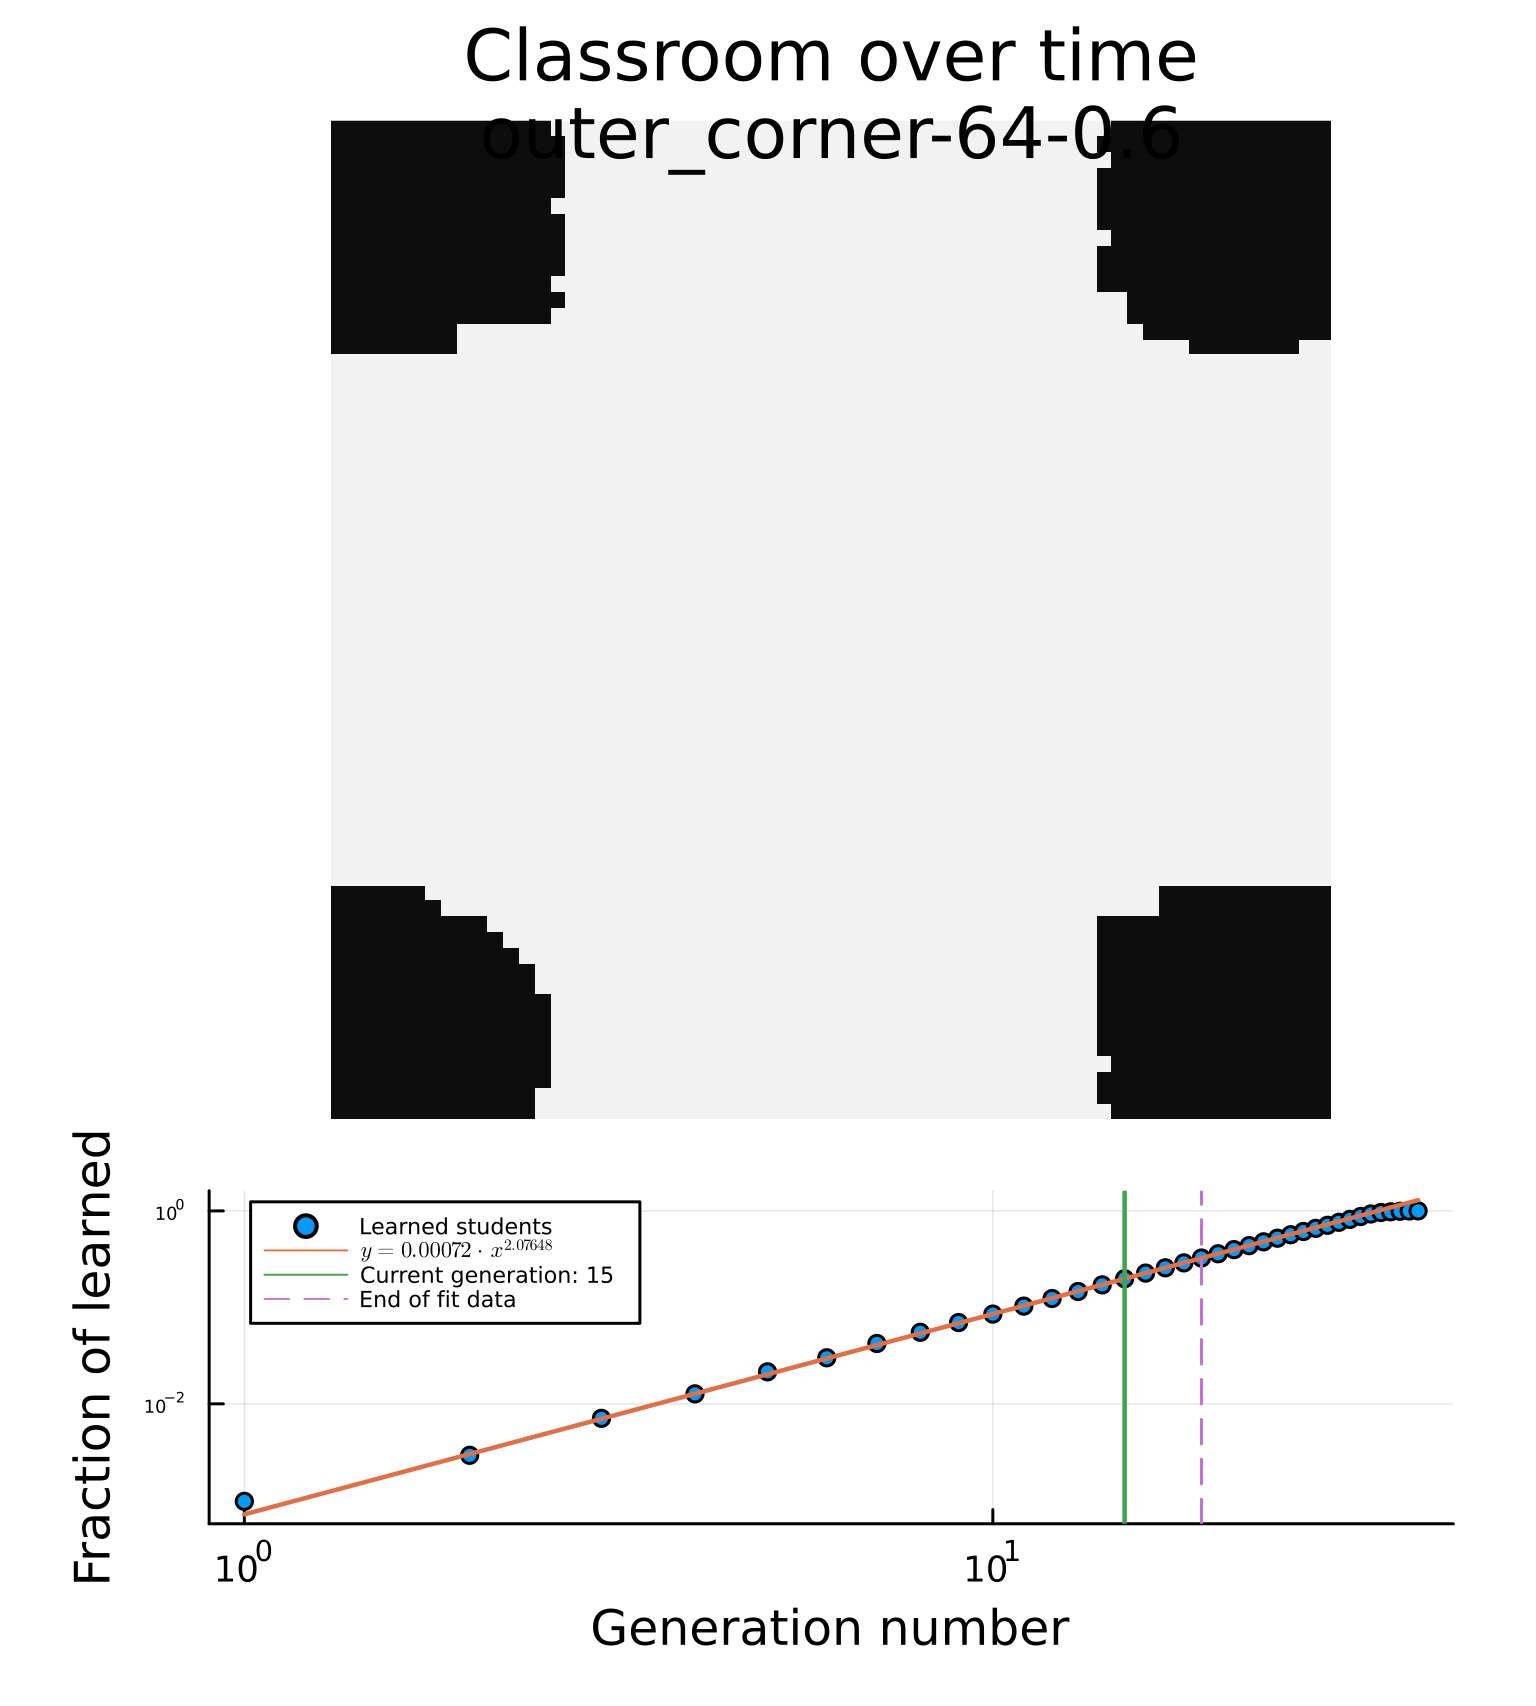 Classroom over time
outer_corner-64-0.6
Fraction of learned
10⁰
10⁻²
Learned students
y = 0.00072 · x^2.07648
Current generation: 15
End of fit data
10⁰
10¹
Generation number